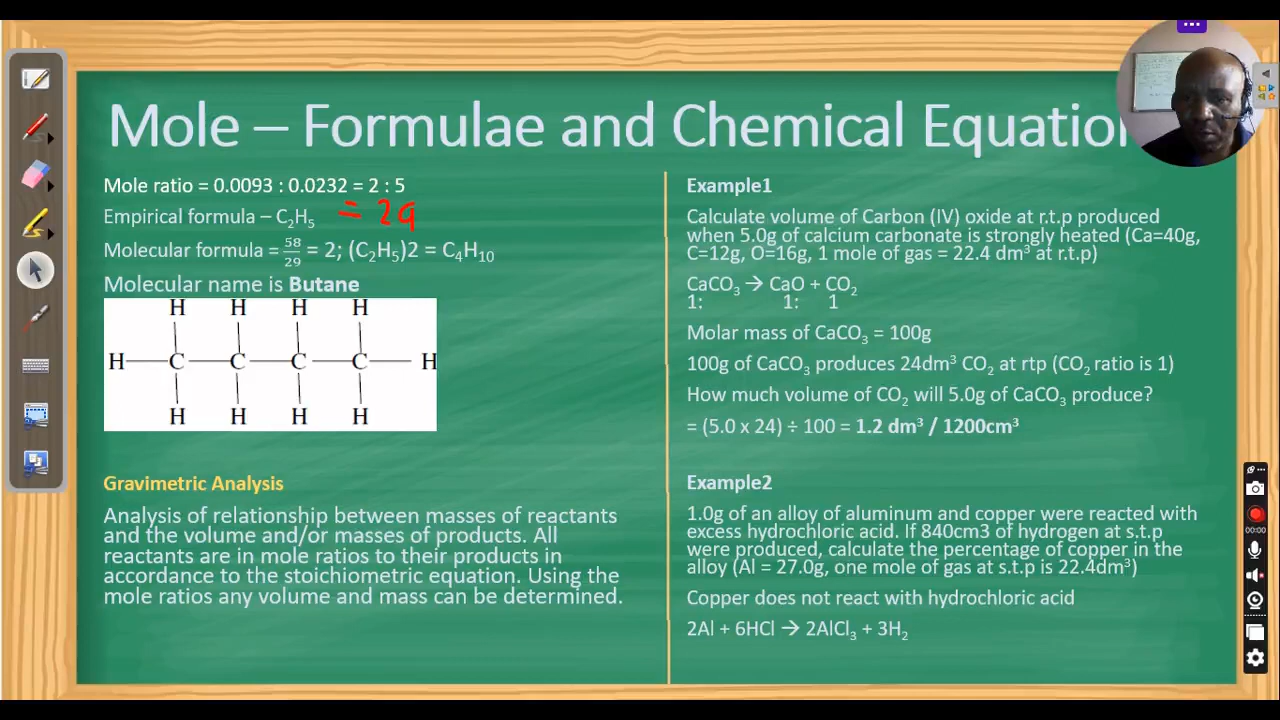 Mole – Formulae and Chemical Equation
Mole ratio = 0.0093 : 0.0232 = 2 : 5
Empirical formula – C₂H₅ = 29
Molecular formula = 58/29 = 2; (C₂H₅)2 = C₄H₁₀
Molecular name is Butane
H H H H
H C C C C H
H H H H
Gravimetric Analysis
Analysis of relationship between masses of reactants
and the volume and/or masses of products. All
reactants are in mole ratios to their products in
accordance to the stoichiometric equation. Using the
mole ratios any volume and mass can be determined.
Example1
Calculate volume of Carbon (IV) oxide at r.t.p produced
when 5.0g of calcium carbonate is strongly heated (Ca=40g,
C=12g, O=16g, 1 mole of gas = 22.4 dm³ at r.t.p)
CaCO₃ → CaO + CO₂
1: 1: 1
Molar mass of CaCO₃ = 100g
100g of CaCO₃ produces 24dm³ CO₂ at rtp (CO₂ ratio is 1)
How much volume of CO₂ will 5.0g of CaCO₃ produce?
= (5.0 x 24) ÷ 100 = 1.2 dm³ / 1200cm³
Example2
1.0g of an alloy of aluminum and copper were reacted with
excess hydrochloric acid. If 840cm3 of hydrogen at s.t.p
were produced, calculate the percentage of copper in the
alloy (Al = 27.0g, one mole of gas at s.t.p is 22.4dm³)
Copper does not react with hydrochloric acid
2Al + 6HCl → 2AlCl₃ + 3H₂
00:00